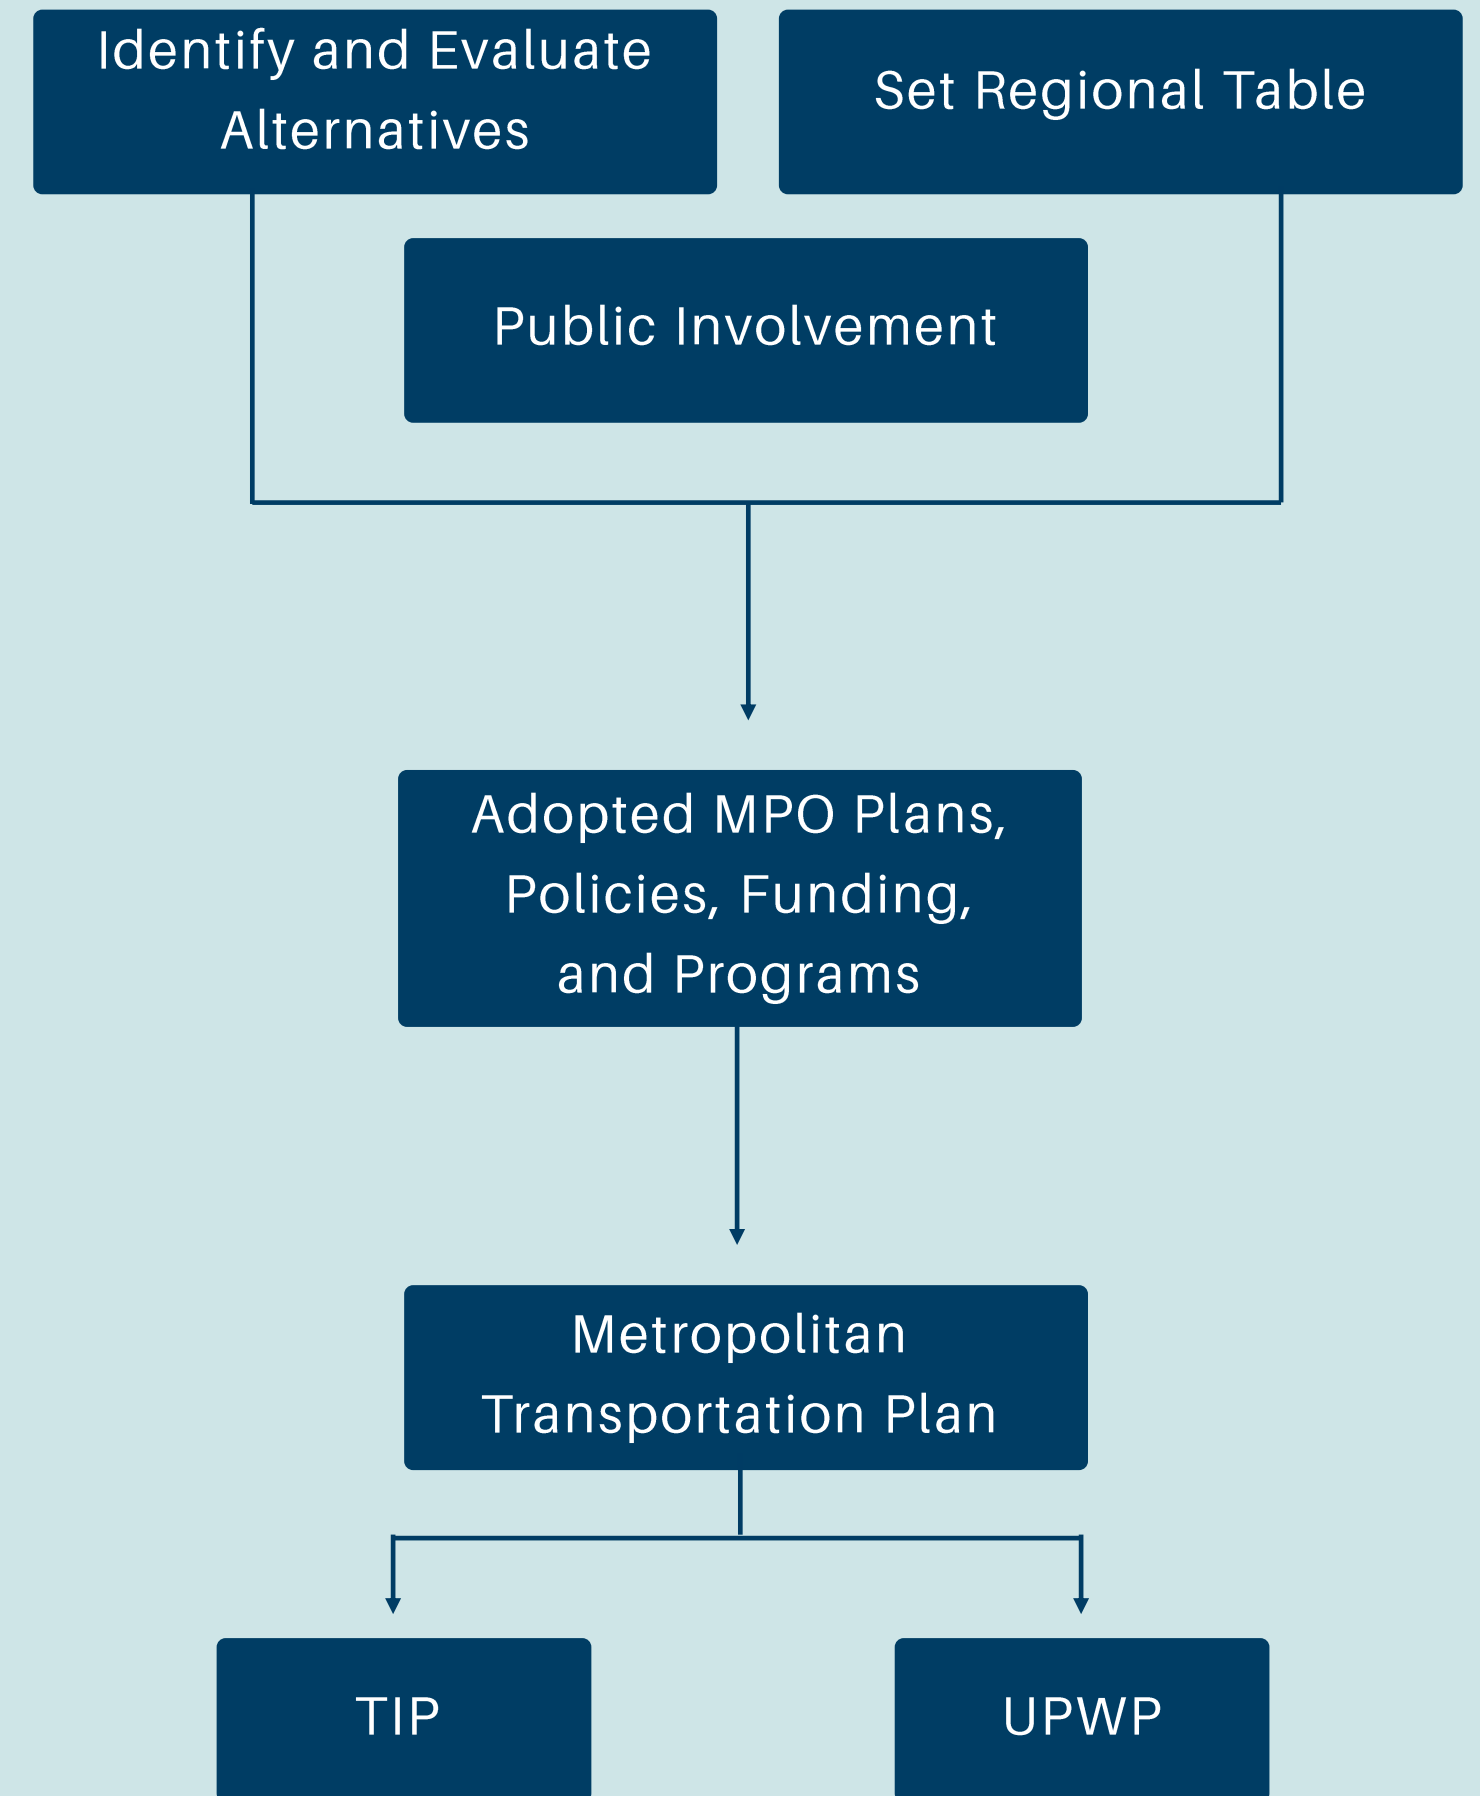 Identify and Evaluate
Alternatives
Set Regional Table
Public Involvement
Adopted MPO Plans,
Policies, Funding,
and Programs
Metropolitan
Transportation Plan
TIP
UPWP